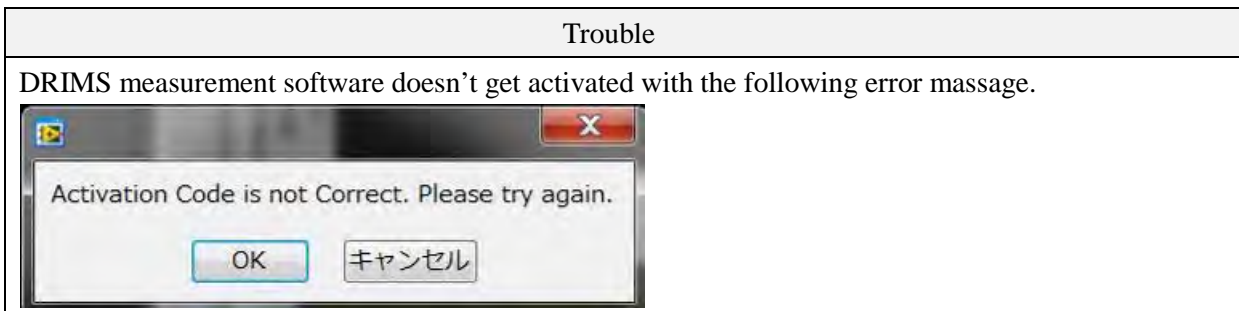 Trouble
DRIMS measurement software doesn’t get activated with the following error massage.
Activation Code is not Correct. Please try again.
OK
キャンセル